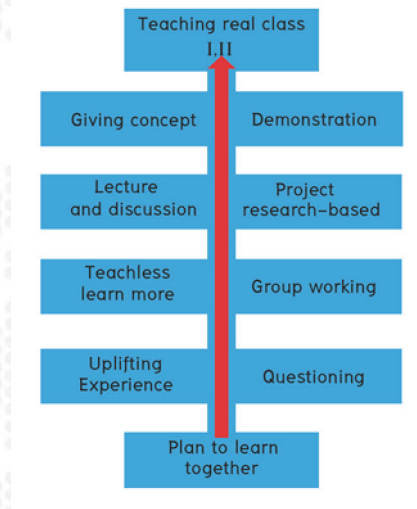 Teaching real class
I,II
Giving concept
Demonstration
Lecture
and discussion
Project
research-based
Teachless
learn more
Group working
Uplifting
Experience
Questioning
Plan to learn
together